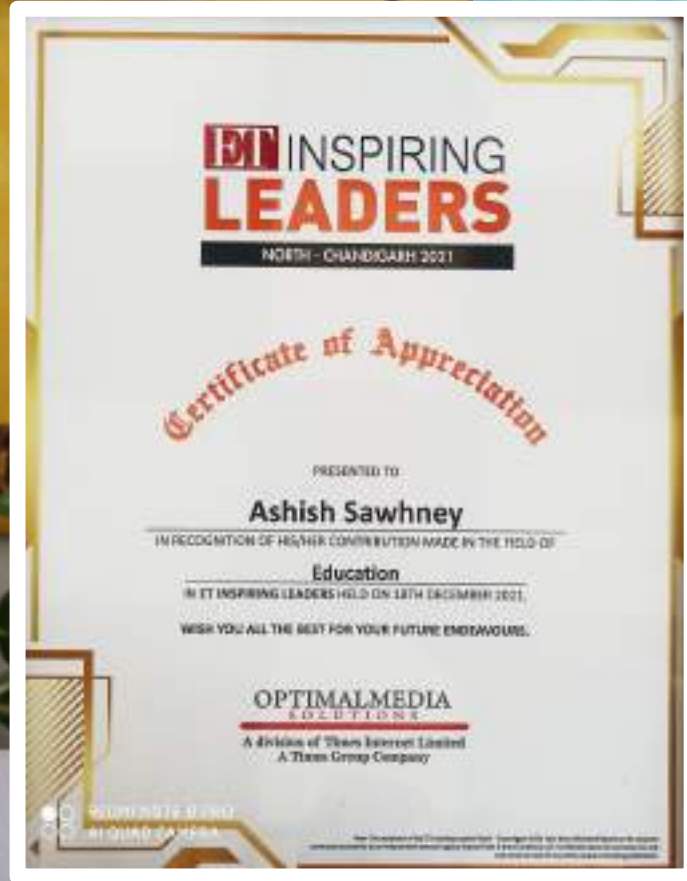 ET INSPIRING
LEADERS
NORTH - CHANDIGARH 2021
Certificate of Appreciation
PRESENTED TO
Ashish Sawhney
IN RECOGNITION OF HIS/HER CONTRIBUTION MADE IN THE FIELD OF
Education
IN ET INSPIRING LEADERS HELD ON 18TH DECEMBER 2021.
WISH YOU ALL THE BEST FOR YOUR FUTURE ENDEAVOURS.
OPTIMALMEDIA
SOLUTIONS
A division of Times Internet Limited
A Times Group Company
REDMI NOTE 8 PRO
AI QUAD CAMERA